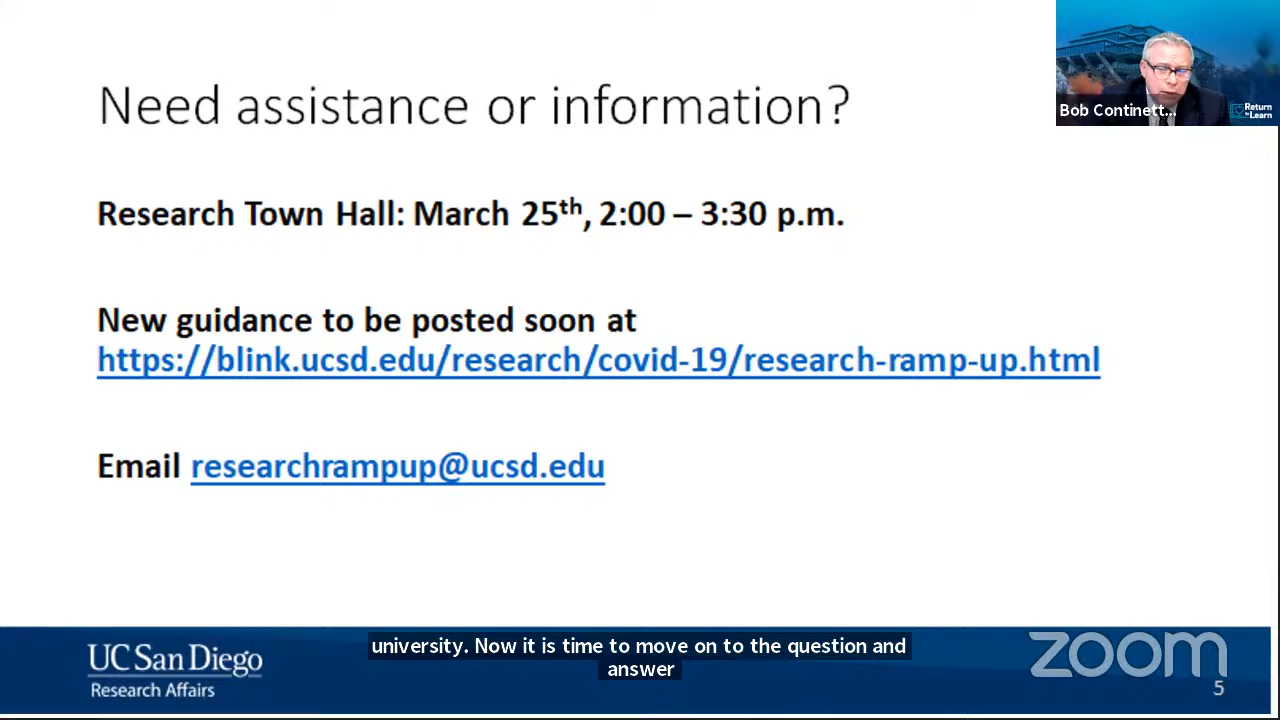 Need assistance or information?
Bob Continett...
Return
to Learn
Research Town Hall: March 25th, 2:00 – 3:30 p.m.
New guidance to be posted soon at
https://blink.ucsd.edu/research/covid-19/research-ramp-up.html
Email researchrampup@ucsd.edu
UC San Diego
Research Affairs
university. Now it is time to move on to the question and
answer
zoom
5